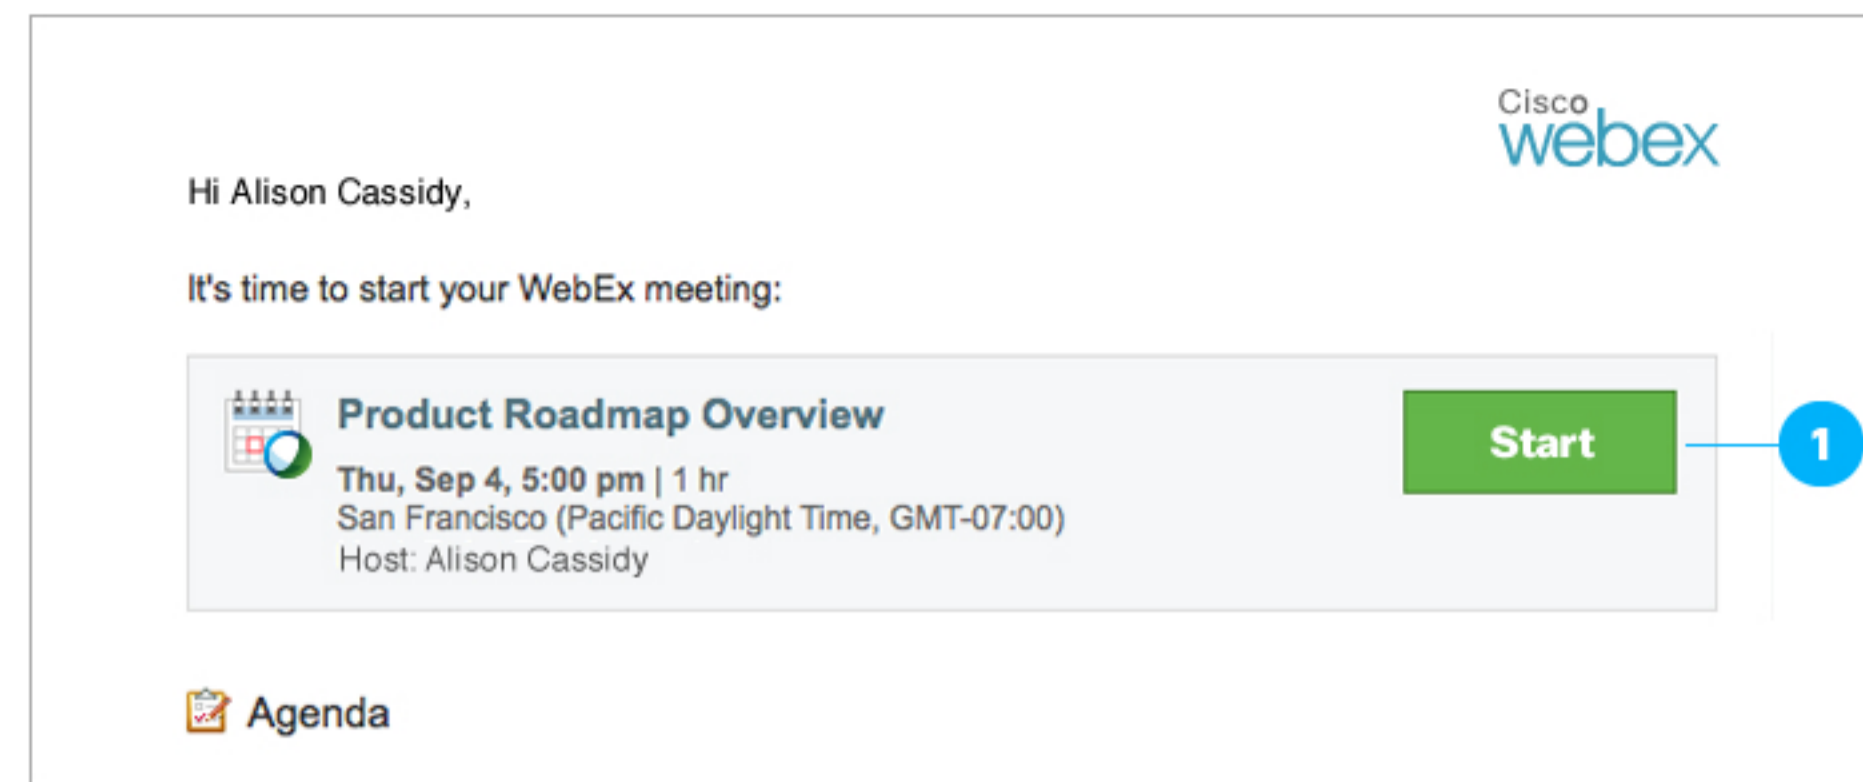 Cisco
webex
Hi Alison Cassidy,
It's time to start your WebEx meeting:
Product Roadmap Overview
Thu, Sep 4, 5:00 pm | 1 hr
San Francisco (Pacific Daylight Time, GMT-07:00)
Host: Alison Cassidy
Start
1
Agenda